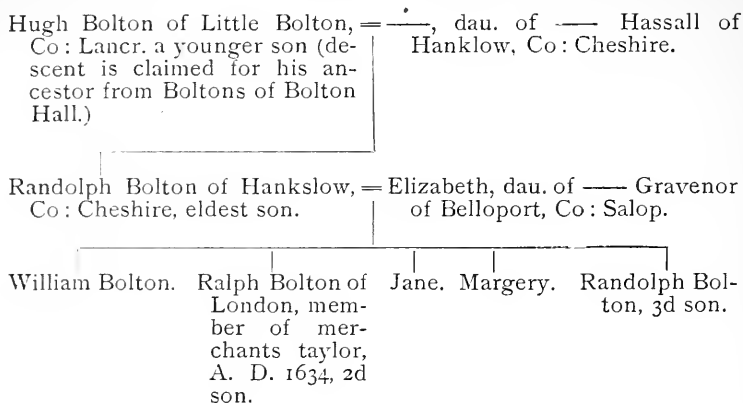 Hugh Bolton of Little Bolton, = ——, dau. of —— Hassall of
Co: Lancr. a younger son (de-
Hanklow, Co: Cheshire.
scent is claimed for his an-
cestor from Boltons of Bolton
Hall.)
Randolph Bolton of Hankslow, = Elizabeth, dau. of —— Gravenor
Co: Cheshire, eldest son.
of Belloport, Co: Salop.
William Bolton.
Ralph Bolton of
London, mem-
ber of mer-
chants taylor,
A. D. 1634, 2d
son.
Jane.
Margery.
Randolph Bol-
ton, 3d son.